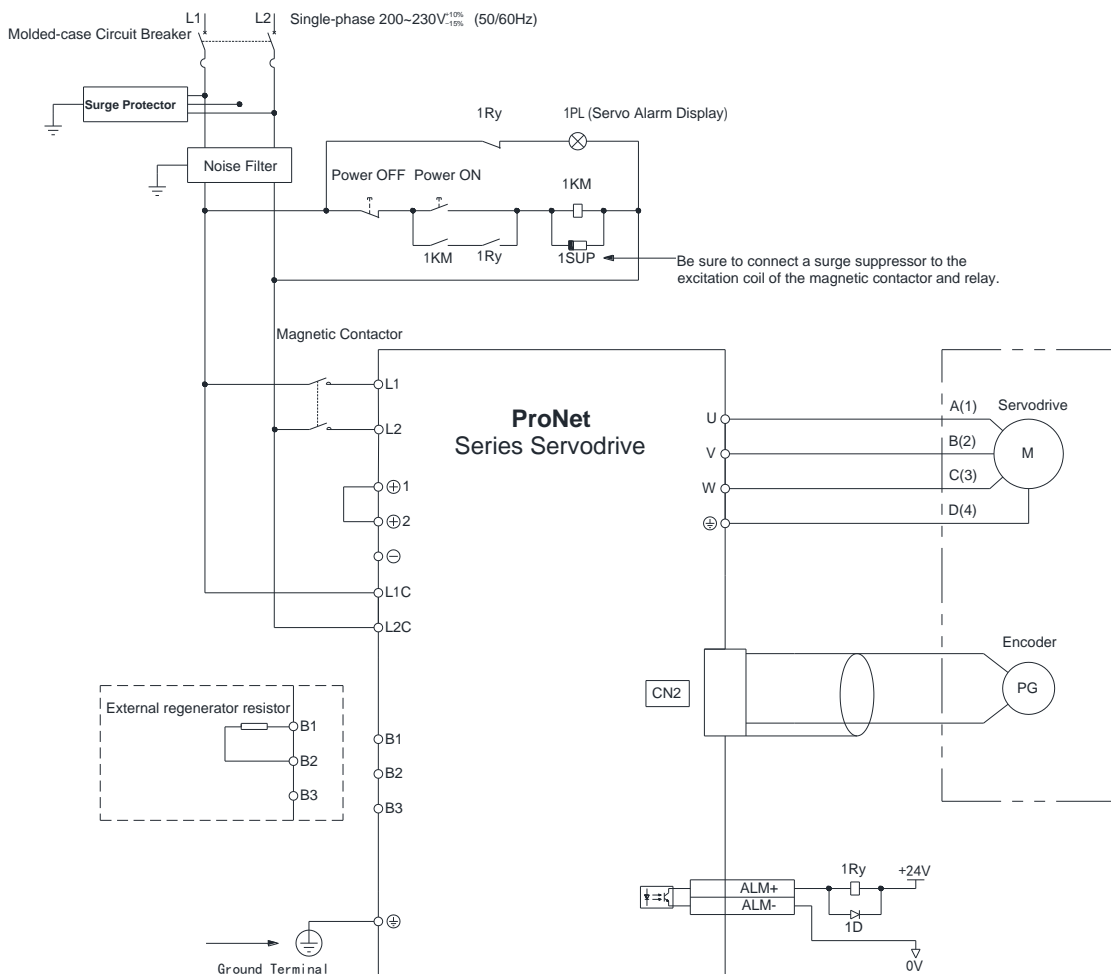 L1
L2
Single-phase 200~230V +10% -15% (50/60Hz)
Molded-case Circuit Breaker
Surge Protector
Noise Filter
1Ry
1PL (Servo Alarm Display)
Power OFF
Power ON
1KM
1KM
1Ry
1SUP
Be sure to connect a surge suppressor to the
excitation coil of the magnetic contactor and relay.
Magnetic Contactor
L1
L2
ProNet
Series Servodrive
1
2
L1C
L2C
U
V
W
A(1)
B(2)
C(3)
D(4)
Servodrive
M
Encoder
PG
CN2
External regenerator resistor
B1
B2
B3
B1
B2
B3
ALM+
ALM-
1Ry
+24V
1D
0V
Ground Terminal